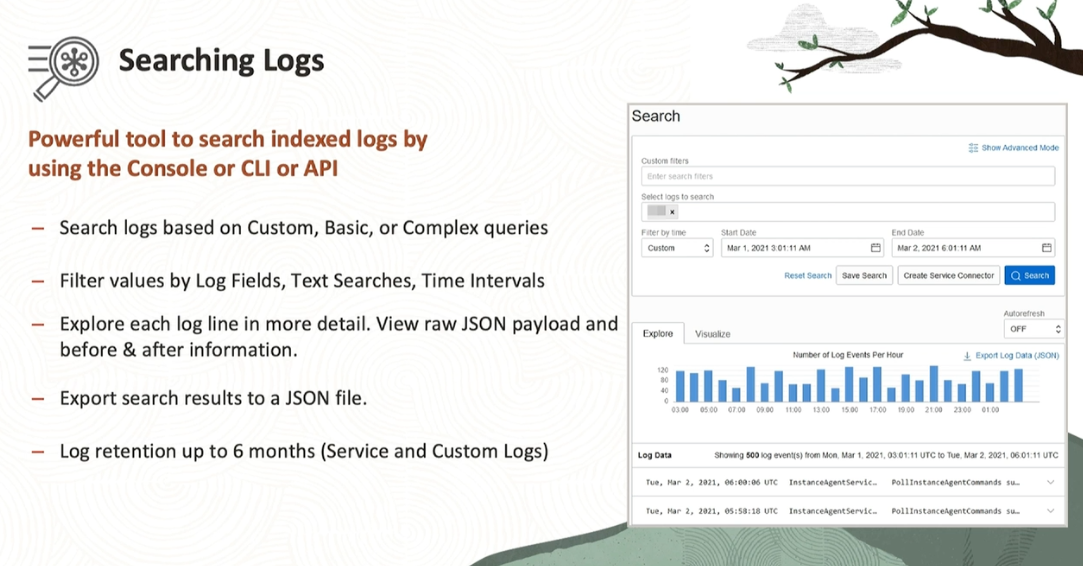 Searching Logs
Powerful tool to search indexed logs by
using the Console or CLI or API
– Search logs based on Custom, Basic, or Complex queries
– Filter values by Log Fields, Text Searches, Time Intervals
– Explore each log line in more detail. View raw JSON payload and
before & after information.
– Export search results to a JSON file.
– Log retention up to 6 months (Service and Custom Logs)
Search
Show Advanced Mode
Custom filters
Enter search filters
Select logs to search
x
Filter by time Start Date End Date
Custom Mar 1, 2021 3:01:11 AM Mar 2, 2021 6:01:11 AM
Reset Search Save Search Create Service Connector Search
Autorefresh
OFF
Explore Visualize
Number of Log Events Per Hour Export Log Data (JSON)
120
80
40
0
03:00 05:00 07:00 09:00 11:00 13:00 15:00 17:00 19:00 21:00 23:00 01:00
Log Data Showing 500 log event(s) from Mon, Mar 1, 2021, 03:01:11 UTC to Tue, Mar 2, 2021, 06:01:11 UTC
Tue, Mar 2, 2021, 06:00:06 UTC InstanceAgentServic… PollInstanceAgentCommands su…
Tue, Mar 2, 2021, 05:58:18 UTC InstanceAgentServic… PollInstanceAgentCommands su…